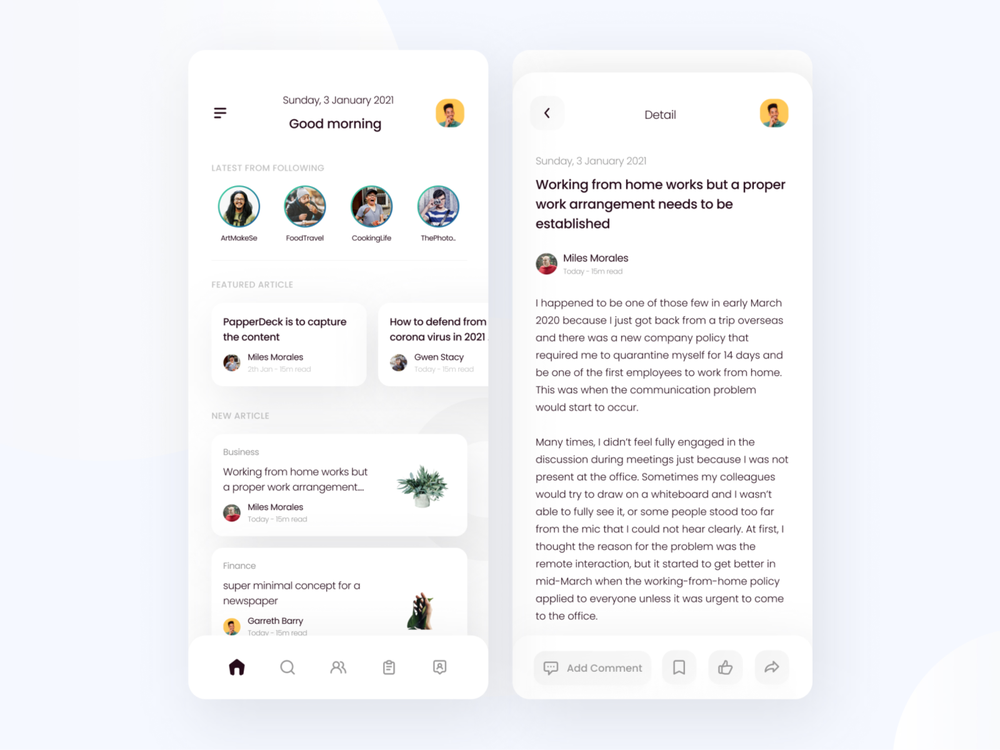 Sunday, 3 January 2021
Good morning
LATEST FROM FOLLOWING
ArtMakeSe
FoodTravel
CookingLife
ThePhoto..
FEATURED ARTICLE
PapperDeck is to capture
the content
Miles Morales
2th Jan - 15m read
How to defend from
corona virus in 2021
Gwen Stacy
Today - 15m read
NEW ARTICLE
Business
Working from home works but
a proper work arrangement...
Miles Morales
Today - 15m read
Finance
super minimal concept for a
newspaper
Garreth Barry
Today - 15m read
Detail
Sunday, 3 January 2021
Working from home works but a proper
work arrangement needs to be
established
Miles Morales
Today - 15m read
I happened to be one of those few in early March
2020 because I just got back from a trip overseas
and there was a new company policy that
required me to quarantine myself for 14 days and
be one of the first employees to work from home.
This was when the communication problem
would start to occur.
Many times, I didn't feel fully engaged in the
discussion during meetings just because I was not
present at the office. Sometimes my colleagues
would try to draw on a whiteboard and I wasn't
able to fully see it, or some people stood too far
from the mic that I could not hear clearly. At first, I
thought the reason for the problem was the
remote interaction, but it started to get better in
mid-March when the working-from-home policy
applied to everyone unless it was urgent to come
to the office.
Add Comment